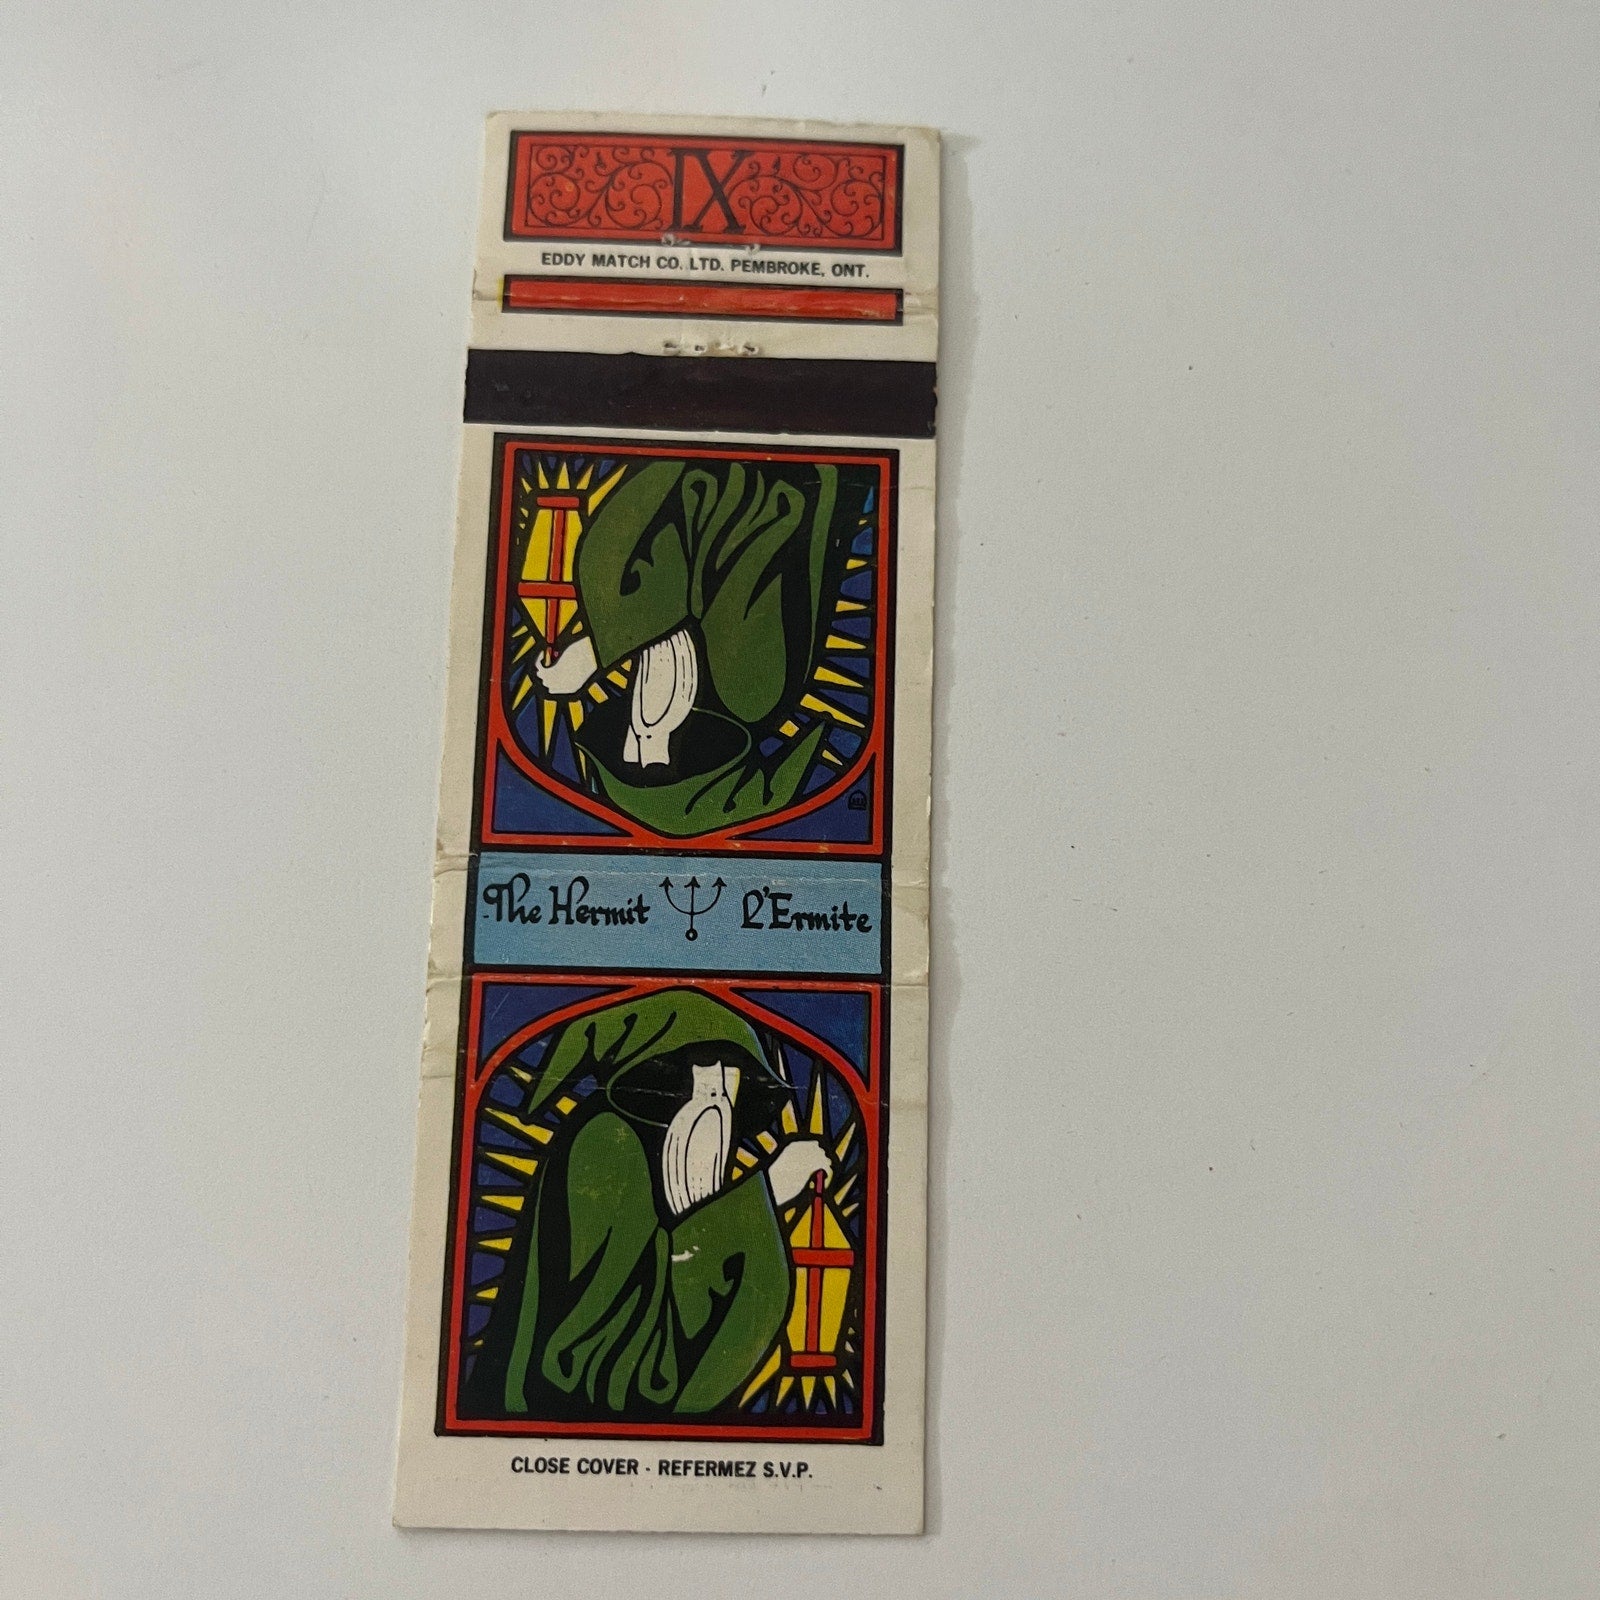 IX
EDDY MATCH CO. LTD. PEMBROKE, ONT.
The Hermit L'Ermite
CLOSE COVER - REFERMEZ S.V.P.